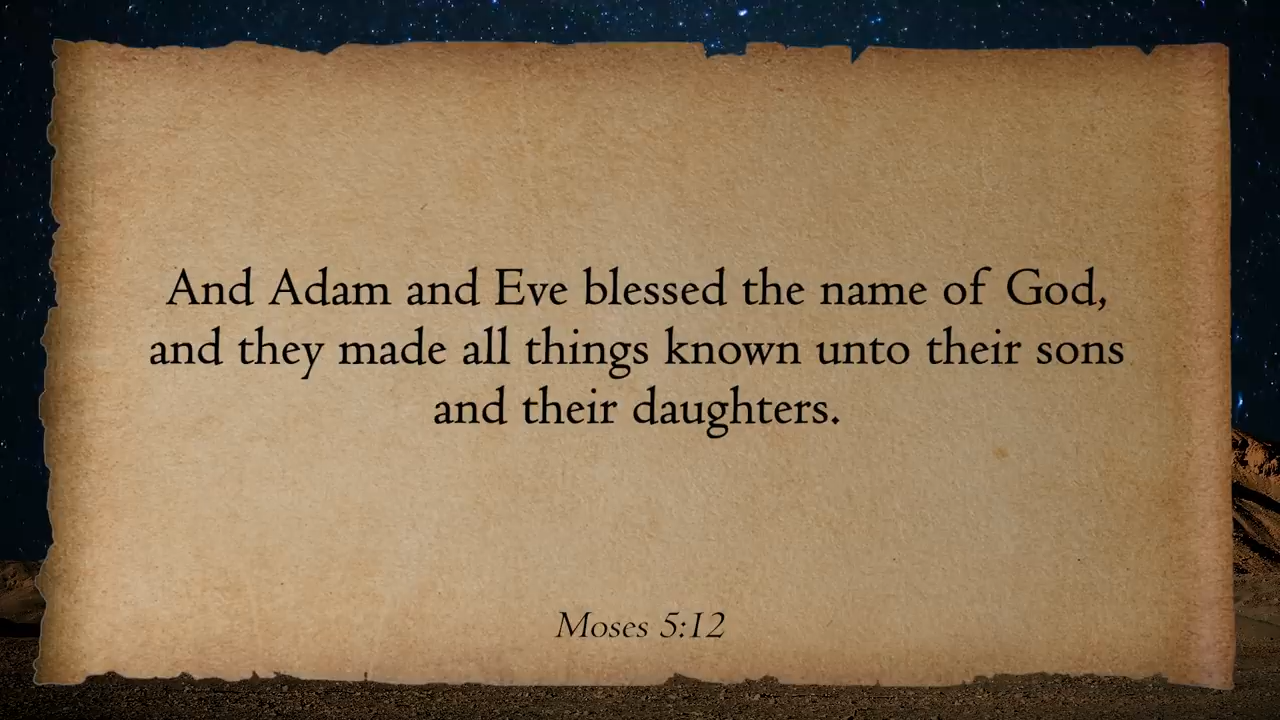 And Adam and Eve blessed the name of God,
and they made all things known unto their sons
and their daughters.
Moses 5:12